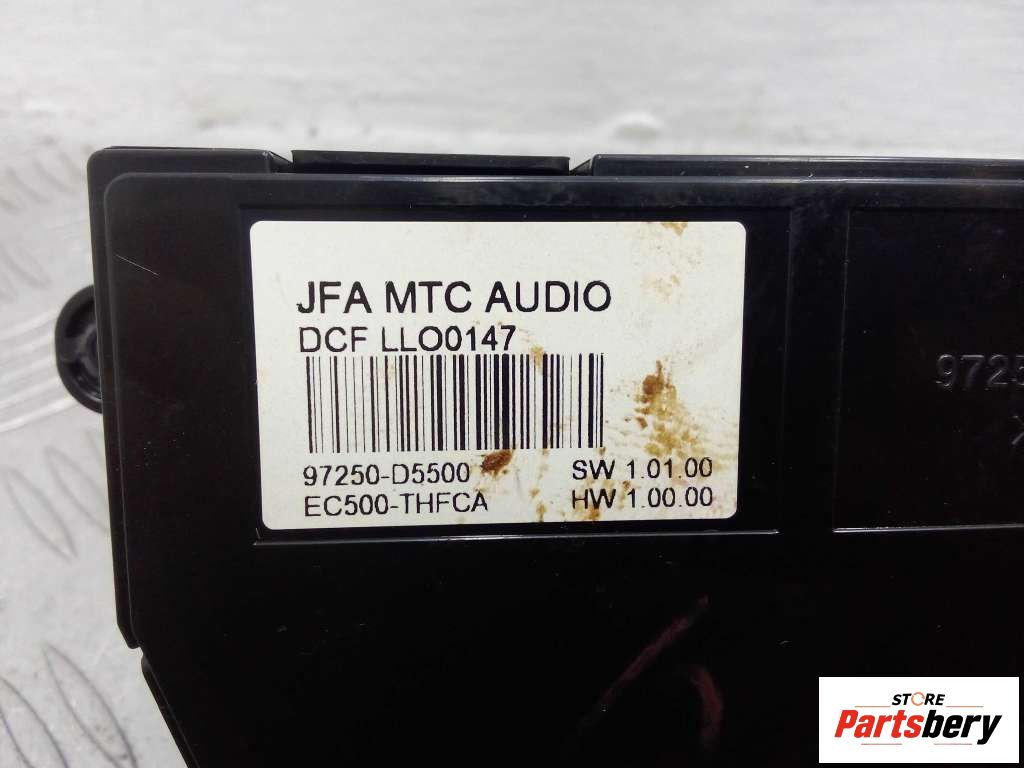 JFA MTC AUDIO
DCF LLO0147
97250-D5500 SW 1.01.00
EC500-THFCA HW 1.00.00
9725
STORE
Partsbery